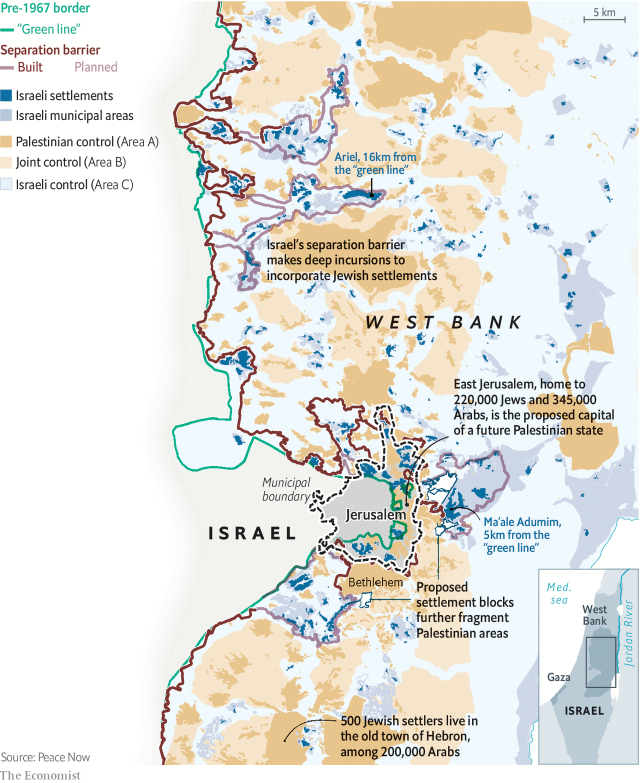 Pre-1967 border
"Green line"
Separation barrier
Built Planned
Israeli settlements
Israeli municipal areas
Palestinian control (Area A)
Joint control (Area B)
Israeli control (Area C)
5 km
Ariel, 16km from
the "green line"
Israel's separation barrier
makes deep incursions to
incorporate Jewish settlements
WEST BANK
East Jerusalem, home to
220,000 Jews and 345,000
Arabs, is the proposed capital
of a future Palestinian state
Municipal
boundary
Jerusalem
ISRAEL
Ma'ale Adumim,
5km from the
"green line"
Bethlehem
Proposed
settlement blocks
further fragment
Palestinian areas
Med.
sea
West
Bank
Jordan River
Gaza
ISRAEL
500 Jewish settlers live in
the old town of Hebron,
among 200,000 Arabs
Source: Peace Now
The Economist